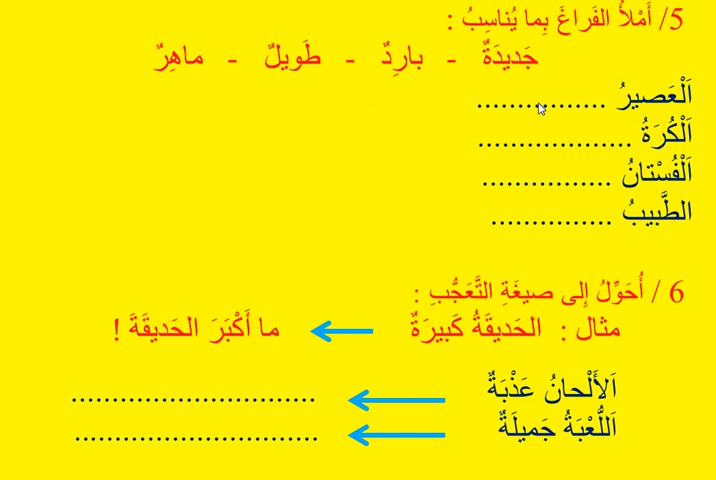 5/ أَمْلَأُ الفَراغَ بِما يُناسِبُ :
جَديدَةٌ - بارِدٌ - طَويلٌ - ماهِرٌ
اَلْعَصيرُ ................
اَلْكُرَةُ ...................
اَلْفُسْتانُ ................
الطَّبيبُ ...............
6 / أُحَوِّلُ إِلى صيغَةِ التَّعَجُّبِ :
مثال : الحَديقَةُ كَبيرَةٌ ← ما أَكْبَرَ الحَديقَةَ !
اَلأَلْحانُ عَذْبَةٌ ← ..............................
اَللُّعْبَةُ جَميلَةٌ ← ..............................